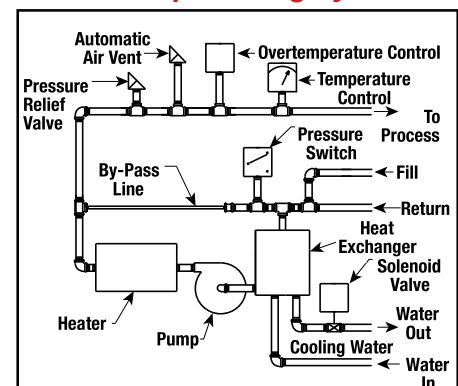 Automatic
Air Vent
Overtemperature Control
Pressure
Relief
Valve
Temperature
Control
To
Process
Pressure
Switch
By-Pass
Line
Fill
Return
Heat
Exchanger
Solenoid
Valve
Heater
Pump
Water
Out
Cooling Water
Water
In